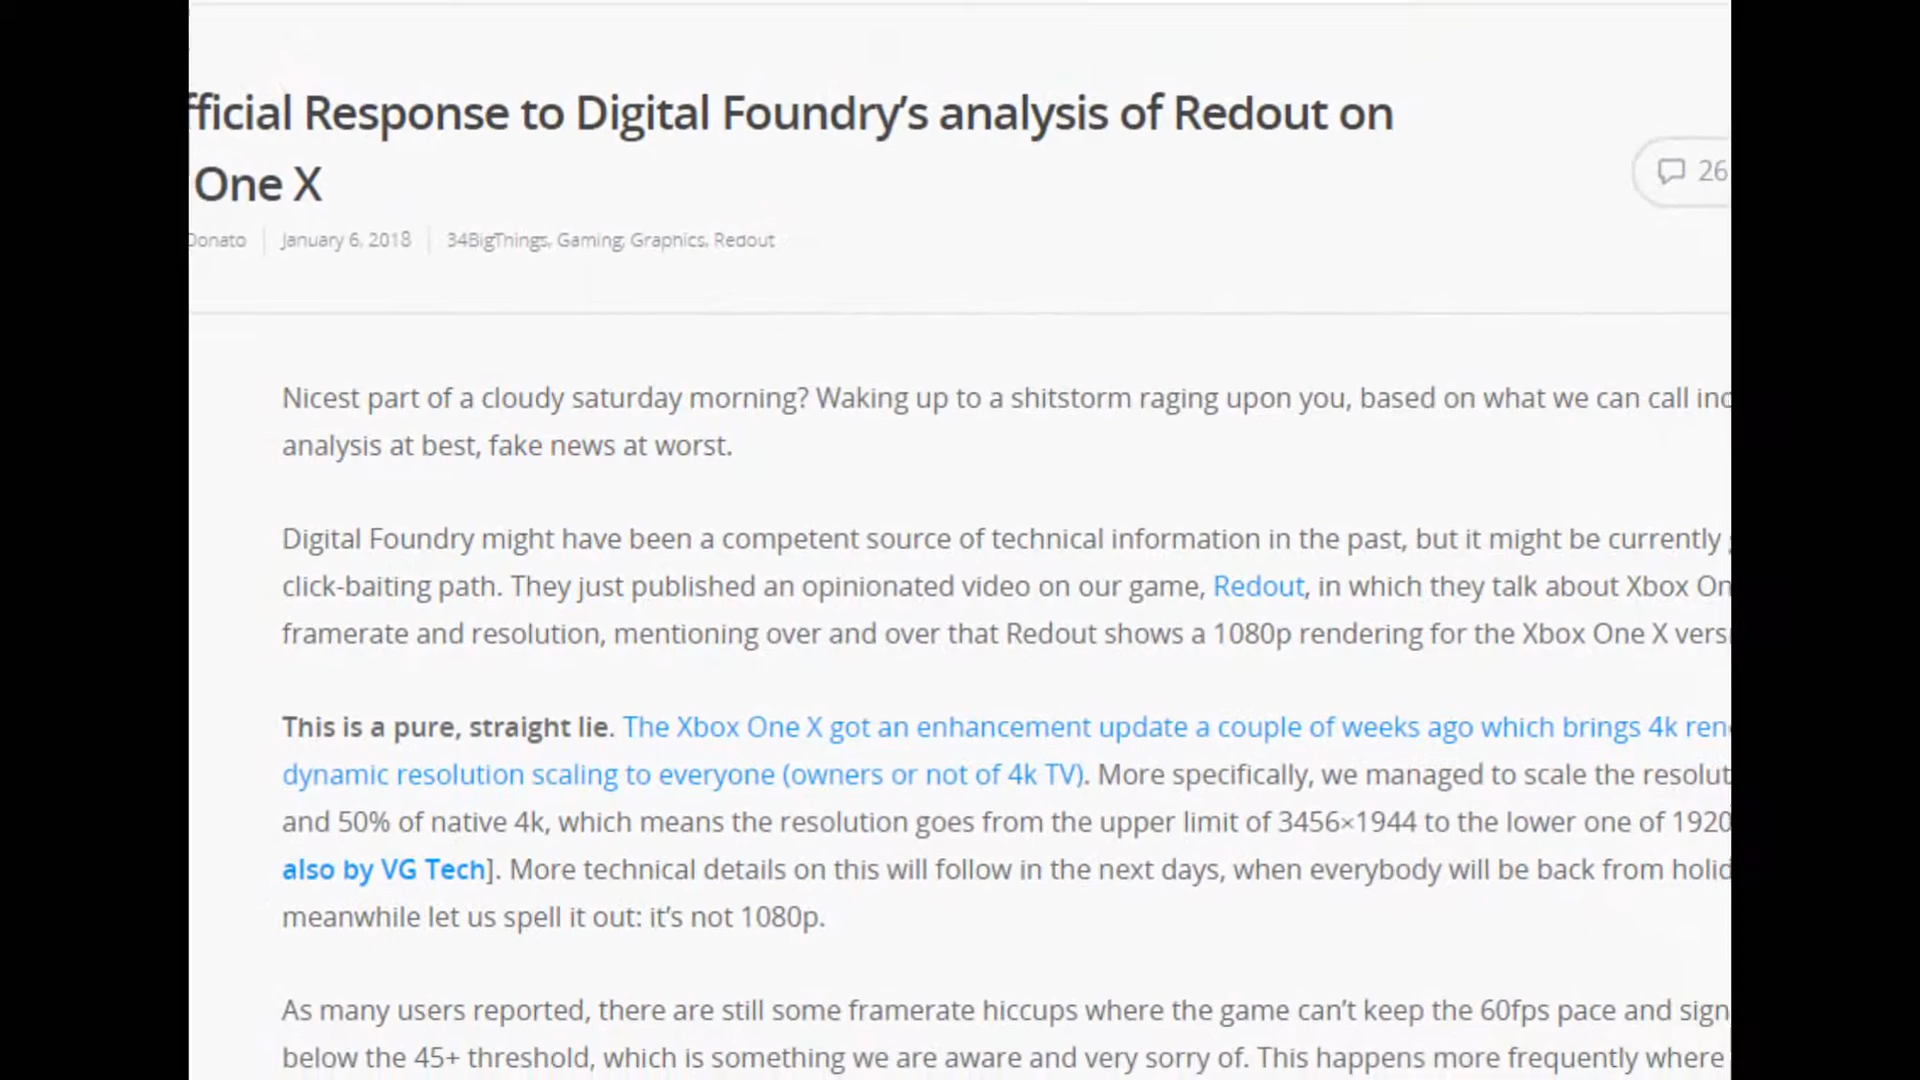 fficial Response to Digital Foundry’s analysis of Redout on
One X
26
Donato January 6, 2018 34BigThings, Gaming, Graphics, Redout
Nicest part of a cloudy saturday morning? Waking up to a shitstorm raging upon you, based on what we can call inc
analysis at best, fake news at worst.
Digital Foundry might have been a competent source of technical information in the past, but it might be currently
click-baiting path. They just published an opinionated video on our game, Redout, in which they talk about Xbox On
framerate and resolution, mentioning over and over that Redout shows a 1080p rendering for the Xbox One X vers
This is a pure, straight lie. The Xbox One X got an enhancement update a couple of weeks ago which brings 4k ren
dynamic resolution scaling to everyone (owners or not of 4k TV). More specifically, we managed to scale the resolut
and 50% of native 4k, which means the resolution goes from the upper limit of 3456×1944 to the lower one of 1920
also by VG Tech]. More technical details on this will follow in the next days, when everybody will be back from holid
meanwhile let us spell it out: it’s not 1080p.
As many users reported, there are still some framerate hiccups where the game can’t keep the 60fps pace and sign
below the 45+ threshold, which is something we are aware and very sorry of. This happens more frequently where